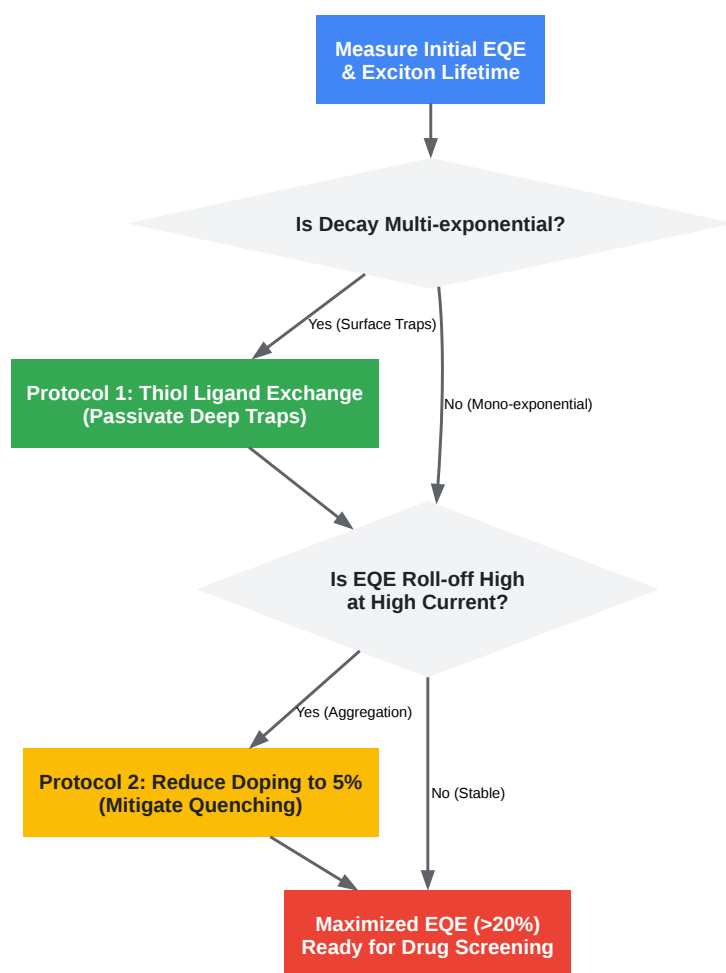 Measure Initial EQE
& Exciton Lifetime
Is Decay Multi-exponential?
Yes (Surface Traps)
Protocol 1: Thiol Ligand Exchange
(Passivate Deep Traps)
No (Mono-exponential)
Is EQE Roll-off High
at High Current?
Yes (Aggregation)
Protocol 2: Reduce Doping to 5%
(Mitigate Quenching)
No (Stable)
Maximized EQE (>20%)
Ready for Drug Screening